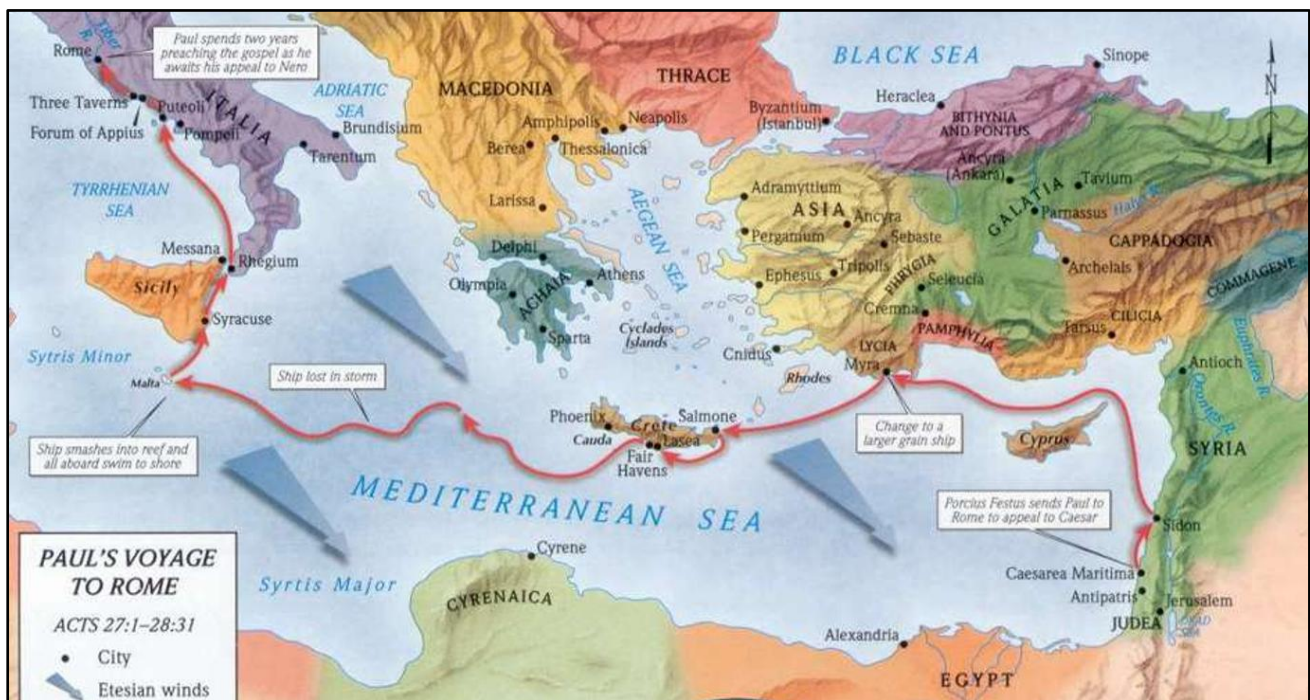 Tiber
R.
Rome
Paul spends two years
preaching the gospel as he
awaits his appeal to Nero
Three Taverns
Forum of Appius
Puteoli
Pompeii
ITALIA
ADRIATIC
SEA
Brundisium
Tarentum
TYRRHENIAN
SEA
Messana
Rhegium
Sicily
Syracuse
Sytris Minor
Malta
Ship lost in storm
Ship smashes into reef and
all aboard swim to shore
MACEDONIA
THRACE
Amphipolis
Neapolis
Berea
Thessalonica
Larissa
AEGEAN SEA
Delphi
Olympia
ACHAIA
Athens
Sparta
Cyclades
Islands
BLACK SEA
Sinope
Heraclea
Byzantium
(Istanbul)
BITHYNIA
AND PONTUS
N
Ancyra
(Ankara)
Tavium
GALATIA
Parnassus
Halys R.
Adramyttium
ASIA
Ancyra
Pergamum
Sebaste
Ephesus
Tripolis
PHRYGIA
Seleucia
Cremna
PAMPHYLIA
CAPPADOGIA
Archelais
COMMAGENE
CILICIA
Tarsus
Cnidus
LYCIA
Myra
Rhodes
Change to a
larger grain ship
Cyprus
Antioch
Euphrates R.
Orontes R.
SYRIA
Phoenix
Crete
Salmone
Cauda
Lasea
Fair
Havens
MEDITERRANEAN SEA
Porcius Festus sends Paul to
Rome to appeal to Caesar
Sidon
Caesarea Maritima
Antipatris
Jerusalem
JUDEA
DEAD
SEA
Syrtis Major
Cyrene
CYRENAICA
Alexandria
EGYPT
PAUL'S VOYAGE
TO ROME
ACTS 27:1–28:31
City
Etesian winds